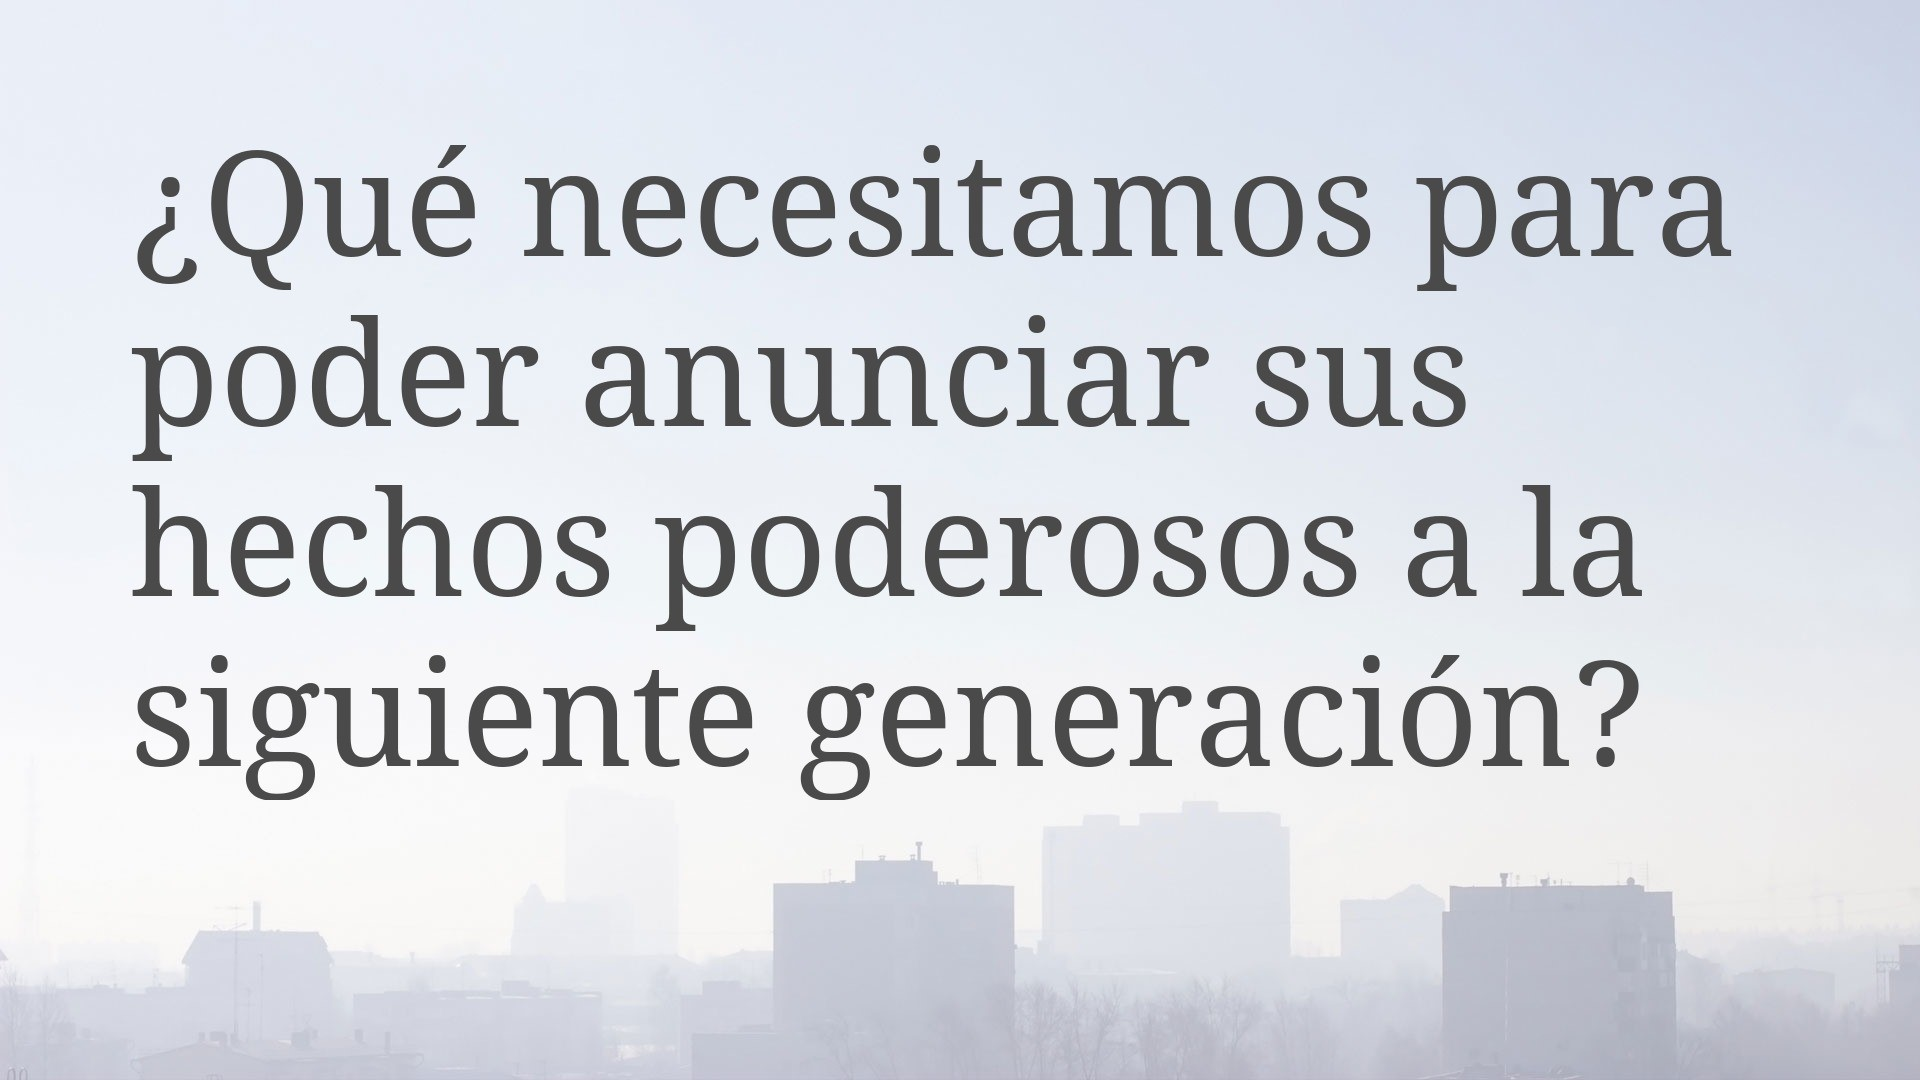 ¿Qué necesitamos para
poder anunciar sus
hechos poderosos a la
siguiente generación?